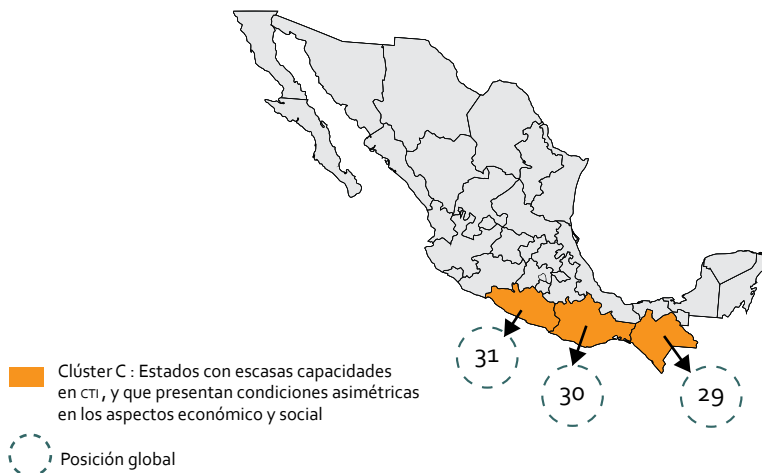 31
30
29
Clúster C : Estados con escasas capacidades
en CTI , y que presentan condiciones asimétricas
en los aspectos económico y social
Posición global